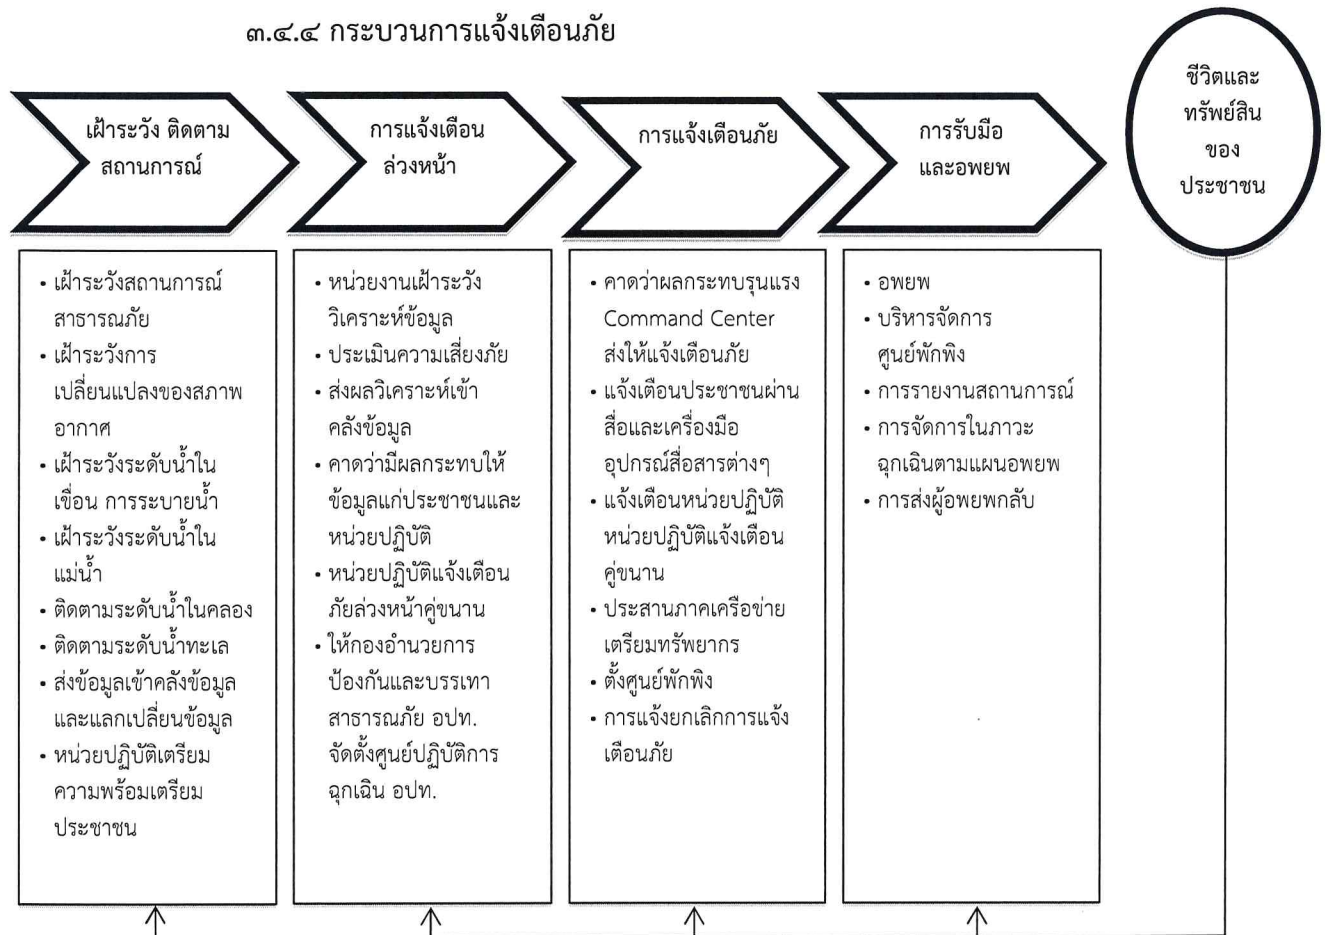 ๓.๔.๔ กระบวนการแจ้งเตือนภัย
เฝ้าระวัง ติดตาม
สถานการณ์
การแจ้งเตือน
ล่วงหน้า
การแจ้งเตือนภัย
การรับมือ
และอพยพ
ชีวิตและ
ทรัพย์สิน
ของ
ประชาชน
• เฝ้าระวังสถานการณ์
สาธารณภัย
• เฝ้าระวังการ
เปลี่ยนแปลงของสภาพ
อากาศ
• เฝ้าระวังระดับน้ำใน
เขื่อน การระบายน้ำ
• เฝ้าระวังระดับน้ำใน
แม่น้ำ
• ติดตามระดับน้ำในคลอง
• ติดตามระดับน้ำทะเล
• ส่งข้อมูลเข้าคลังข้อมูล
และแลกเปลี่ยนข้อมูล
• หน่วยปฏิบัติเตรียม
ความพร้อมเตรียม
ประชาชน
• หน่วยงานเฝ้าระวัง
วิเคราะห์ข้อมูล
• ประเมินความเสี่ยงภัย
• ส่งผลวิเคราะห์เข้า
คลังข้อมูล
• คาดว่ามีผลกระทบให้
ข้อมูลแก่ประชาชนและ
หน่วยปฏิบัติ
• หน่วยปฏิบัติแจ้งเตือน
ภัยล่วงหน้าคู่ขนาน
• ให้กองอำนวยการ
ป้องกันและบรรเทา
สาธารณภัย อปท.
จัดตั้งศูนย์ปฏิบัติการ
ฉุกเฉิน อปท.
• คาดว่าผลกระทบรุนแรง
Command Center
ส่งให้แจ้งเตือนภัย
• แจ้งเตือนประชาชนผ่าน
สื่อและเครื่องมือ
อุปกรณ์สื่อสารต่างๆ
• แจ้งเตือนหน่วยปฏิบัติ
หน่วยปฏิบัติแจ้งเตือน
คู่ขนาน
• ประสานภาคเครือข่าย
เตรียมทรัพยากร
• ตั้งศูนย์พักพิง
• การแจ้งยกเลิกการแจ้ง
เตือนภัย
• อพยพ
• บริหารจัดการ
ศูนย์พักพิง
• การรายงานสถานการณ์
• การจัดการในภาวะ
ฉุกเฉินตามแผนอพยพ
• การส่งผู้อพยพกลับ